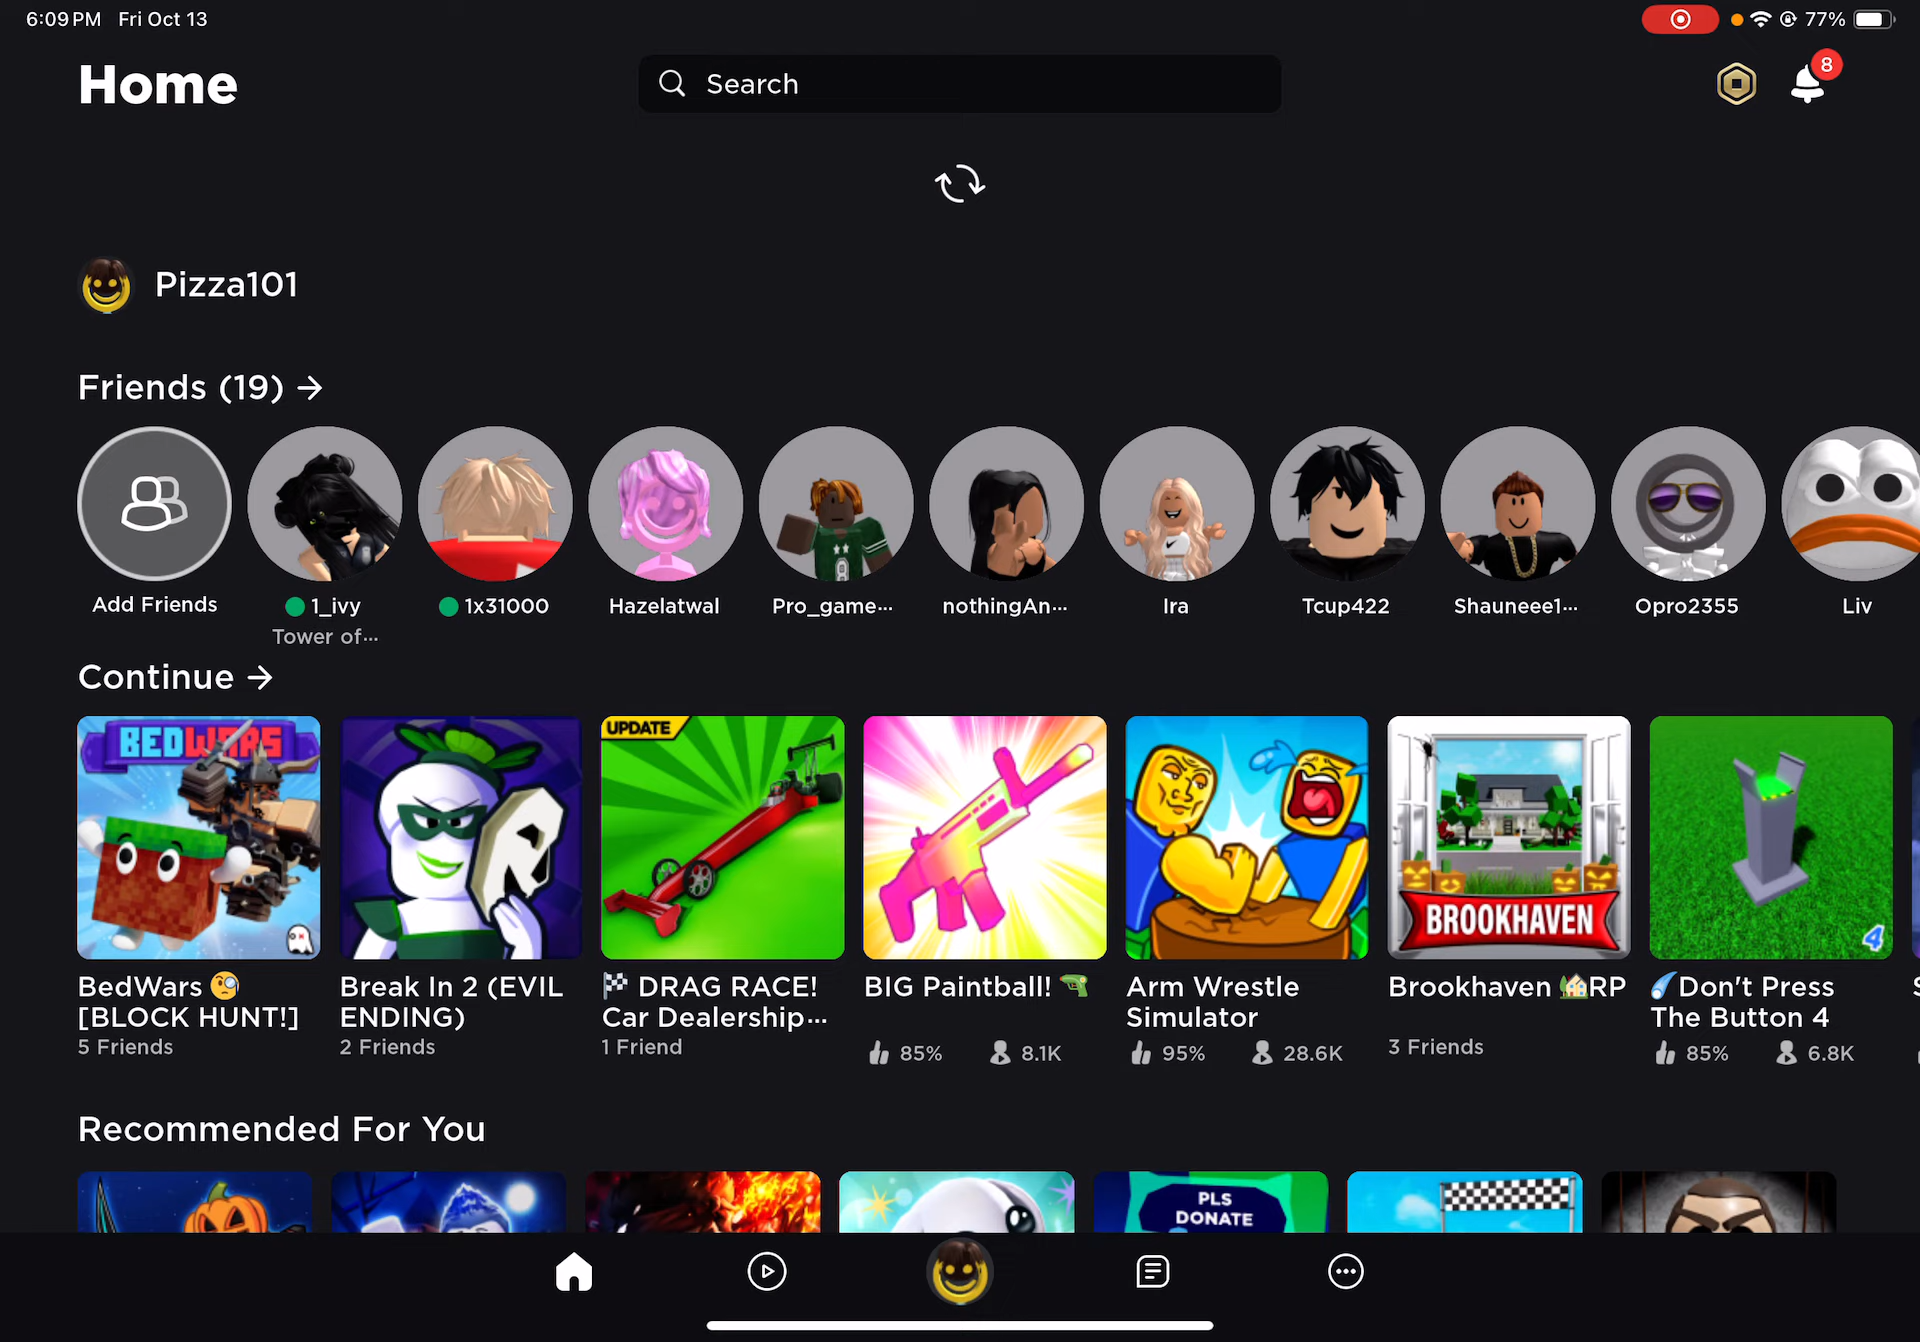 6:09 PM Fri Oct 13
77%
Home
Search
8
Pizza101
Friends (19) →
Add Friends
1_ivy
Tower of...
1x31000
Hazelatwal
Pro_game...
nothingAn...
Ira
Tcup422
Shauneee1...
Opro2355
Liv
Continue →
BEDWARS
UPDATE
BROOKHAVEN
4
BedWars 🧐
[BLOCK HUNT!]
5 Friends
Break In 2 (EVIL
ENDING)
2 Friends
🏁 DRAG RACE!
Car Dealership...
1 Friend
BIG Paintball! 🔫
85% 8.1K
Arm Wrestle
Simulator
95% 28.6K
Brookhaven 🏡RP
3 Friends
☄️Don't Press
The Button 4
85% 6.8K
Recommended For You
PLS
DONATE